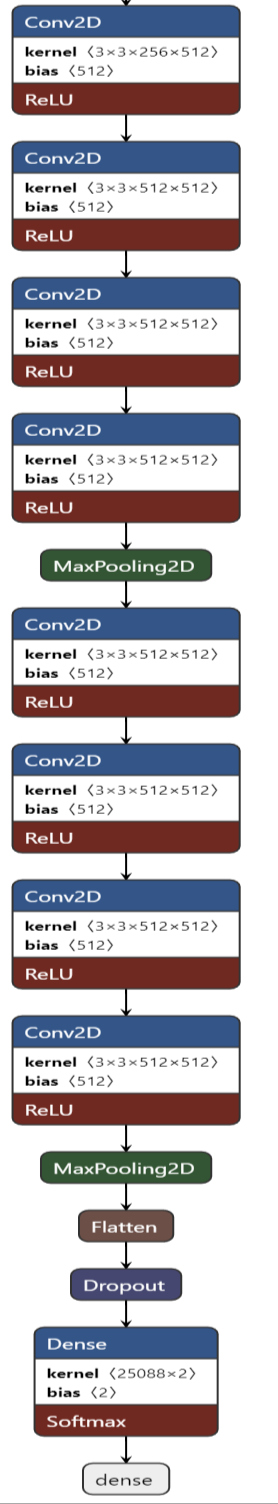 Conv2D
kernel 〈3×3×256×512〉
bias 〈512〉
ReLU
Conv2D
kernel 〈3×3×512×512〉
bias 〈512〉
ReLU
Conv2D
kernel 〈3×3×512×512〉
bias 〈512〉
ReLU
Conv2D
kernel 〈3×3×512×512〉
bias 〈512〉
ReLU
MaxPooling2D
Conv2D
kernel 〈3×3×512×512〉
bias 〈512〉
ReLU
Conv2D
kernel 〈3×3×512×512〉
bias 〈512〉
ReLU
Conv2D
kernel 〈3×3×512×512〉
bias 〈512〉
ReLU
Conv2D
kernel 〈3×3×512×512〉
bias 〈512〉
ReLU
MaxPooling2D
Flatten
Dropout
Dense
kernel 〈25088×2〉
bias 〈2〉
Softmax
dense